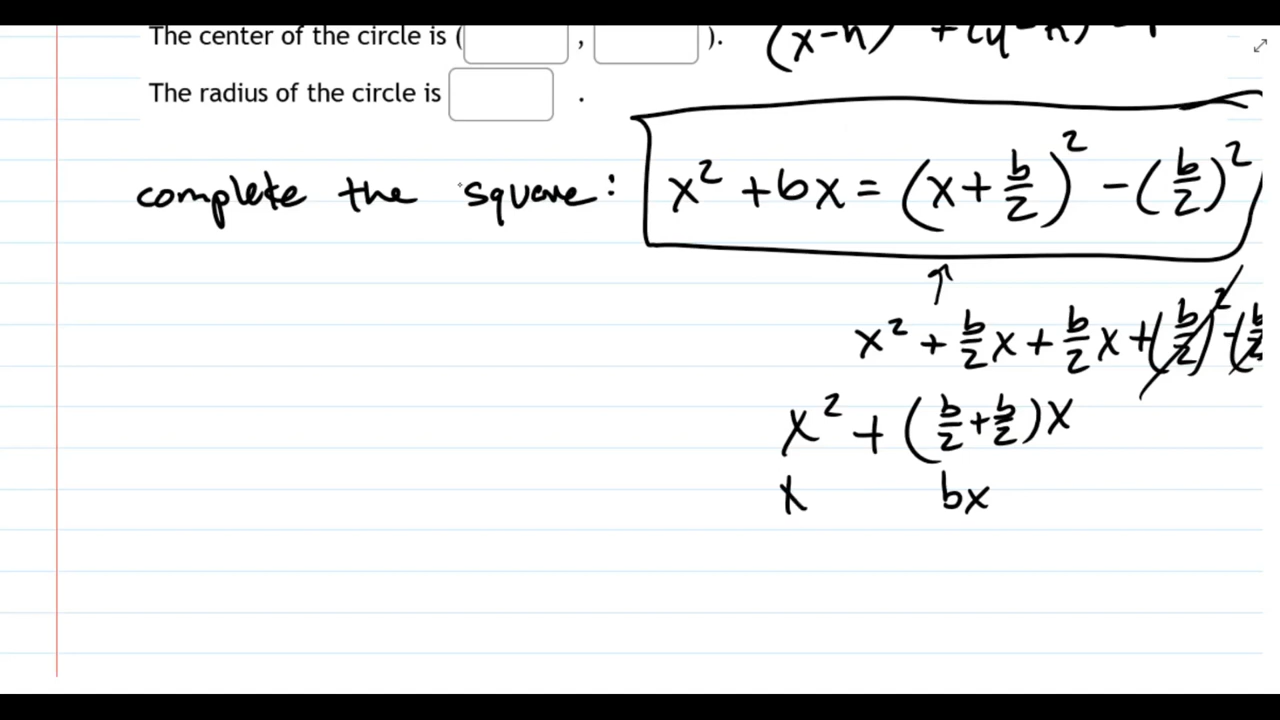 The center of the circle is ( , ).
The radius of the circle is .
complete the square: x² + bx = (x + b/2)² - (b/2)²
↑
x² + b/2 x + b/2 x + (b/2)² - (b/2
x² + (b/2 + b/2)x
x bx